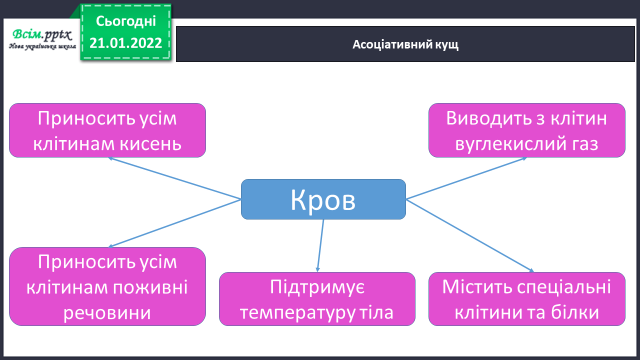 Всім.pptx
Нова українська школа
Сьогодні
21.01.2022
Асоціативний кущ
Приносить усім
клітинам кисень
Виводить з клітин
вуглекислий газ
Кров
Приносить усім
клітинам поживні
речовини
Підтримує
температуру тіла
Містить спеціальні
клітини та білки